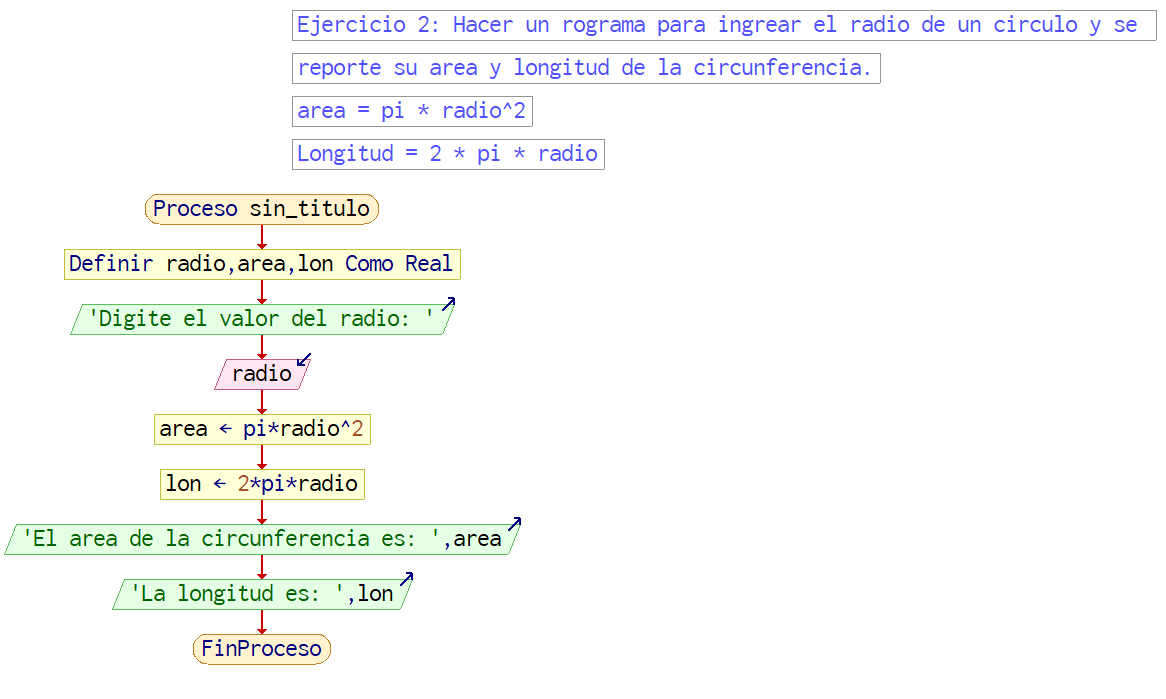 Ejercicio 2: Hacer un rograma para ingrear el radio de un circulo y se
reporte su area y longitud de la circunferencia.
area = pi * radio^2
Longitud = 2 * pi * radio
Proceso sin_titulo
Definir radio,area,lon Como Real
'Digite el valor del radio: '
radio
area ← pi*radio^2
lon ← 2*pi*radio
'El area de la circunferencia es: ',area
'La longitud es: ',lon
FinProceso